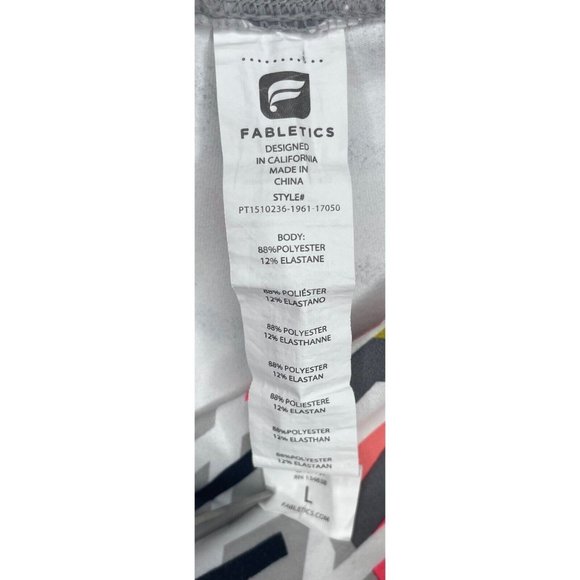 FABLETICS
DESIGNED
IN CALIFORNIA
MADE IN
CHINA
STYLE#
PT1510236-1961-17050
BODY:
88%POLYESTER
12% ELASTANE
88% POLIÉSTER
12% ELASTANO
88% POLYESTER
12% ELASTHANNE
88% POLYESTER
12% ELASTAN
88% POLIESTERE
12% ELASTAN
88% POLYESTER
12% ELASTHAN
88% POLYESTER
12% ELASTAAN
L
FABLETICS.COM